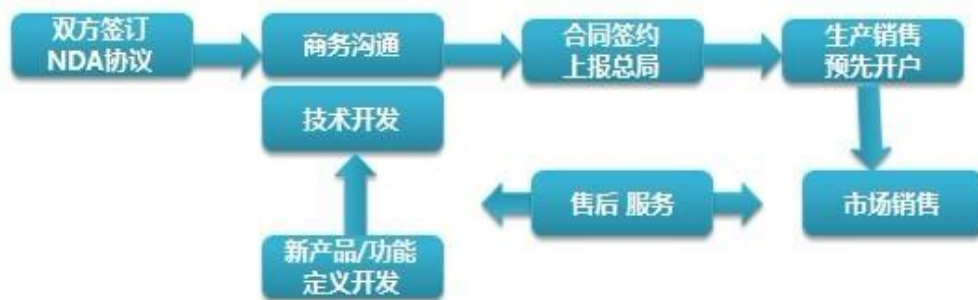 双方签订
NDA协议
商务沟通
合同签约
上报总局
生产销售
预先开户
技术开发
售后 服务
市场销售
新产品/功能
定义开发